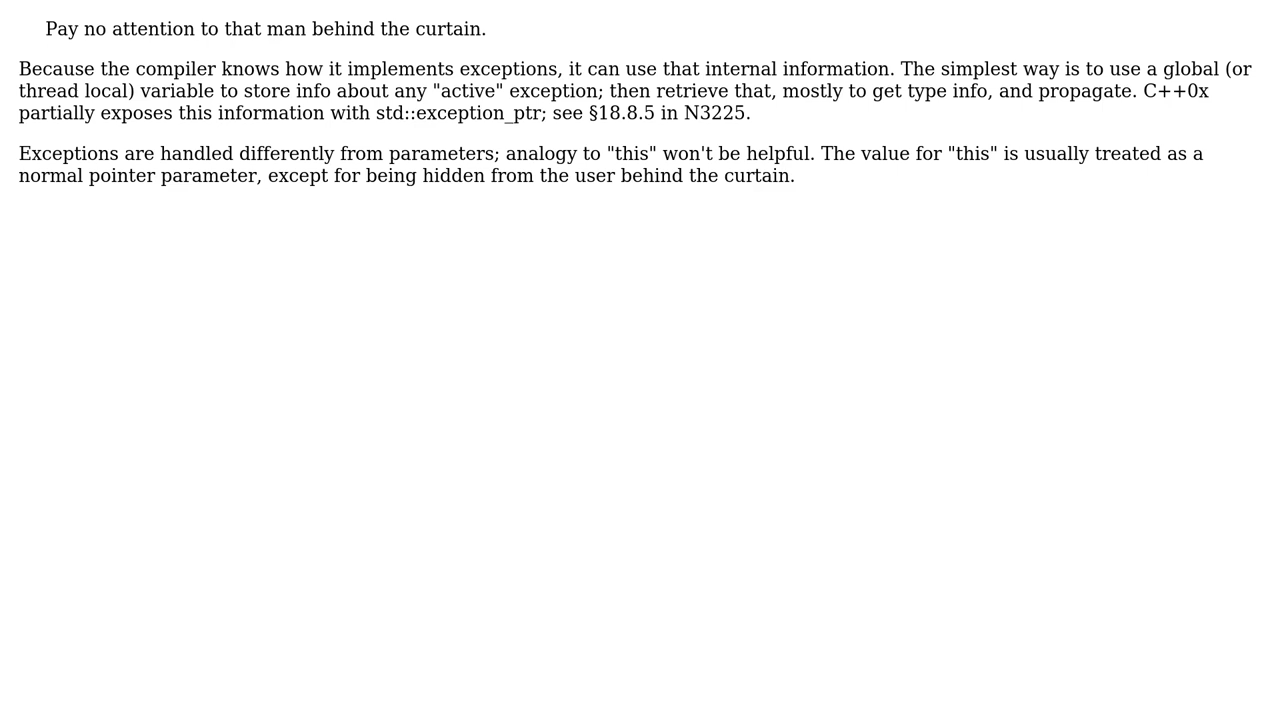 Pay no attention to that man behind the curtain.
Because the compiler knows how it implements exceptions, it can use that internal information. The simplest way is to use a global (or
thread local) variable to store info about any "active" exception; then retrieve that, mostly to get type info, and propagate. C++0x
partially exposes this information with std::exception_ptr; see §18.8.5 in N3225.
Exceptions are handled differently from parameters; analogy to "this" won't be helpful. The value for "this" is usually treated as a
normal pointer parameter, except for being hidden from the user behind the curtain.